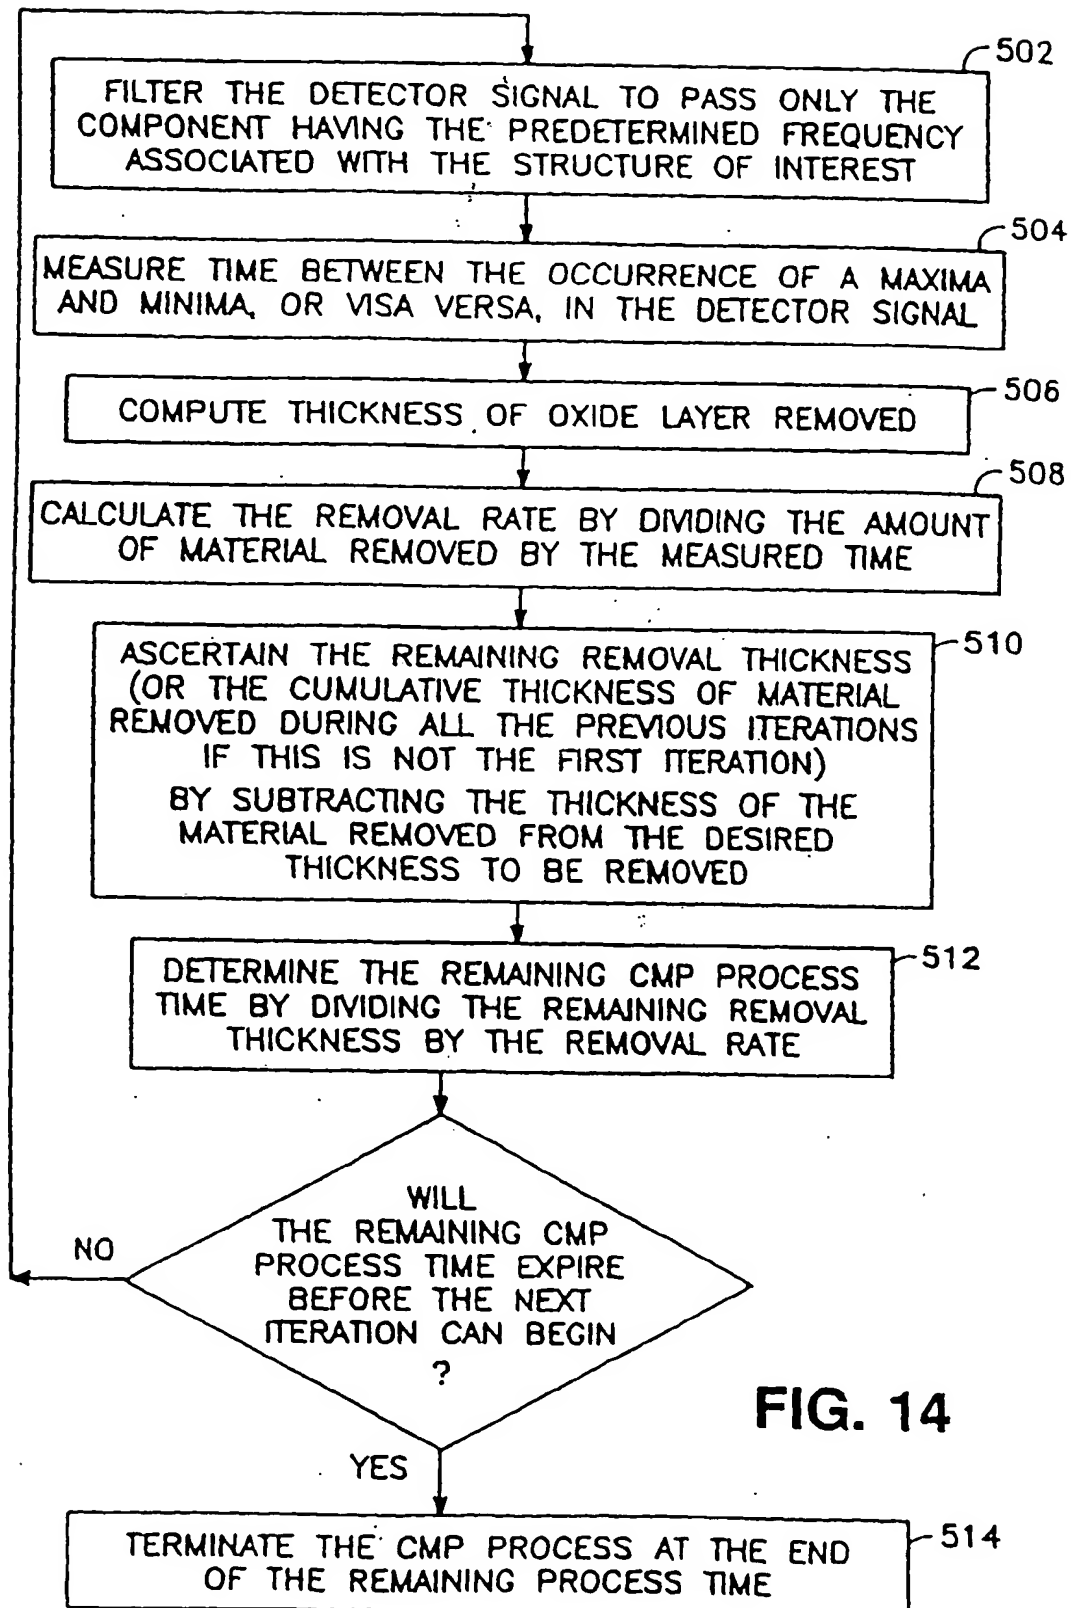 502
FILTER THE DETECTOR SIGNAL TO PASS ONLY THE
COMPONENT HAVING THE PREDETERMINED FREQUENCY
ASSOCIATED WITH THE STRUCTURE OF INTEREST
504
MEASURE TIME BETWEEN THE OCCURRENCE OF A MAXIMA
AND MINIMA, OR VISA VERSA, IN THE DETECTOR SIGNAL
506
COMPUTE THICKNESS OF OXIDE LAYER REMOVED
508
CALCULATE THE REMOVAL RATE BY DIVIDING THE AMOUNT
OF MATERIAL REMOVED BY THE MEASURED TIME
510
ASCERTAIN THE REMAINING REMOVAL THICKNESS
(OR THE CUMULATIVE THICKNESS OF MATERIAL
REMOVED DURING ALL THE PREVIOUS ITERATIONS
IF THIS IS NOT THE FIRST ITERATION)
BY SUBTRACTING THE THICKNESS OF THE
MATERIAL REMOVED FROM THE DESIRED
THICKNESS TO BE REMOVED
512
DETERMINE THE REMAINING CMP PROCESS
TIME BY DIVIDING THE REMAINING REMOVAL
THICKNESS BY THE REMOVAL RATE
WILL
THE REMAINING CMP
PROCESS TIME EXPIRE
BEFORE THE NEXT
ITERATION CAN BEGIN
?
NO
YES
FIG. 14
514
TERMINATE THE CMP PROCESS AT THE END
OF THE REMAINING PROCESS TIME